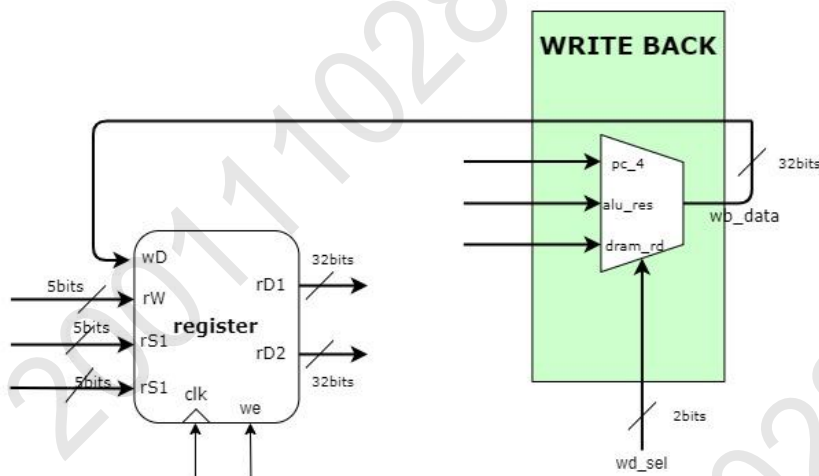 WRITE BACK
pc_4
32bits
alu_res
wb_data
dram_rd
wD
32bits
5bits
rW
rD1
register
5bits
rS1
rD2
5bits
rS1
32bits
clk
we
2bits
wd_sel
200111028